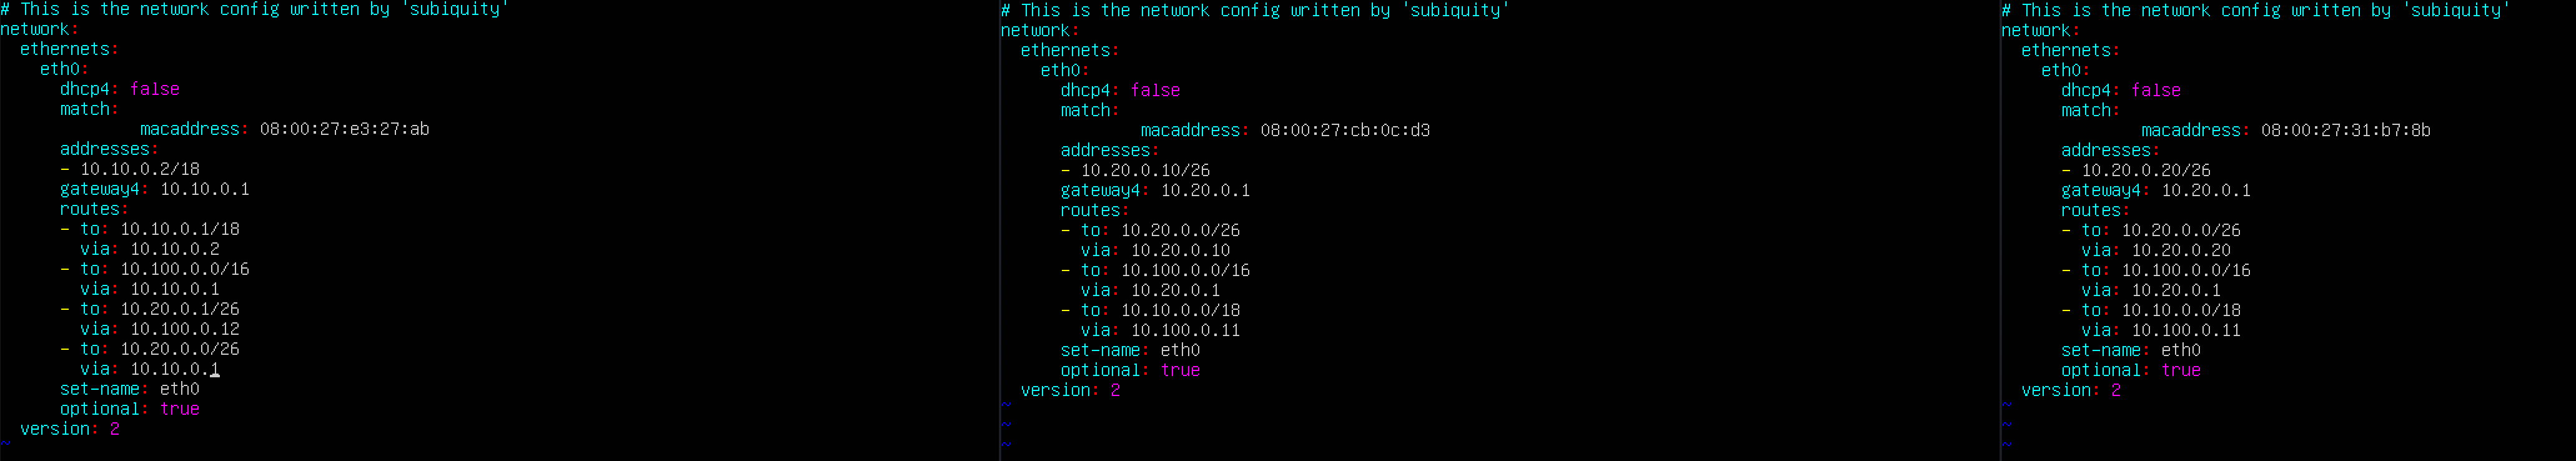 # This is the network config written by 'subiquity'
network:
  ethernets:
    eth0:
      dhcp4: false
      match:
              macaddress: 08:00:27:e3:27:ab
      addresses:
      - 10.10.0.2/18
      gateway4: 10.10.0.1
      routes:
      - to: 10.10.0.1/18
        via: 10.10.0.2
      - to: 10.100.0.0/16
        via: 10.10.0.1
      - to: 10.20.0.1/26
        via: 10.100.0.12
      - to: 10.20.0.0/26
        via: 10.10.0.1
      set-name: eth0
      optional: true
  version: 2
~
# This is the network config written by 'subiquity'
network:
  ethernets:
    eth0:
      dhcp4: false
      match:
              macaddress: 08:00:27:cb:0c:d3
      addresses:
      - 10.20.0.10/26
      gateway4: 10.20.0.1
      routes:
      - to: 10.20.0.0/26
        via: 10.20.0.10
      - to: 10.100.0.0/16
        via: 10.20.0.1
      - to: 10.10.0.0/18
        via: 10.100.0.11
      set-name: eth0
      optional: true
  version: 2
~
~
~
# This is the network config written by 'subiquity'
network:
  ethernets:
    eth0:
      dhcp4: false
      match:
              macaddress: 08:00:27:31:b7:8b
      addresses:
      - 10.20.0.20/26
      gateway4: 10.20.0.1
      routes:
      - to: 10.20.0.0/26
        via: 10.20.0.20
      - to: 10.100.0.0/16
        via: 10.20.0.1
      - to: 10.10.0.0/18
        via: 10.100.0.11
      set-name: eth0
      optional: true
  version: 2
~
~
~